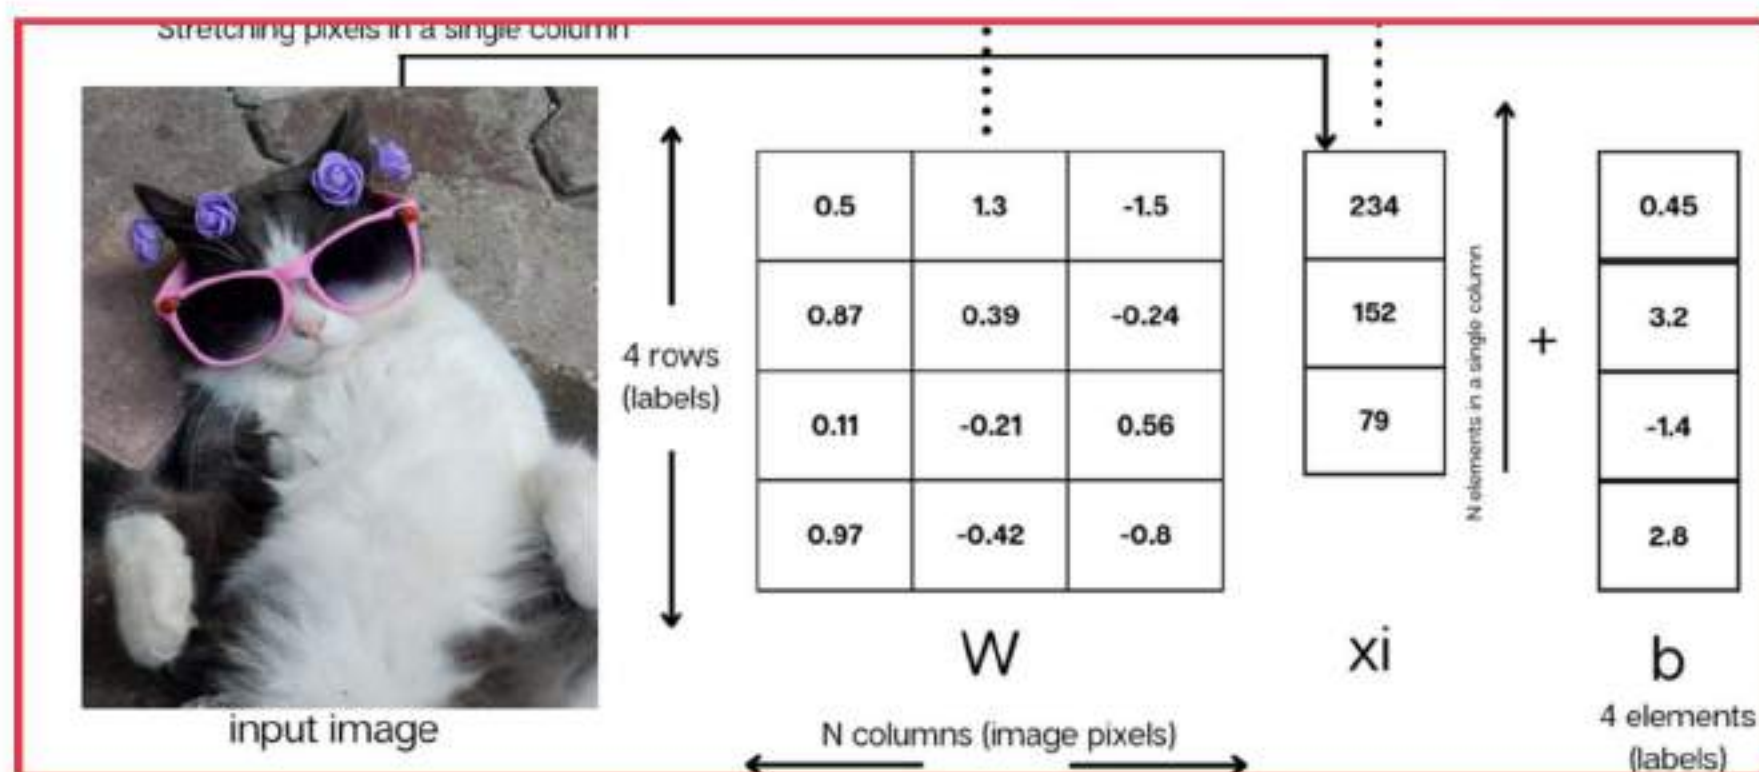 Stretching pixels in a single column
0.5 1.3 -1.5
0.87 0.39 -0.24
0.11 -0.21 0.56
0.97 -0.42 -0.8
234
152
79
0.45
3.2
-1.4
2.8
4 rows
(labels)
N elements in a single column
+
W
xi
b
input image
N columns (image pixels)
4 elements
(labels)